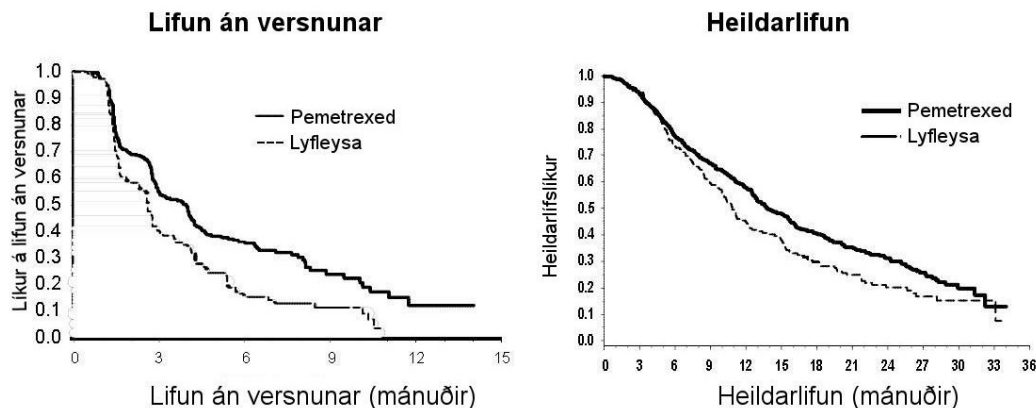 Lifun án versnunar
Líkur á lifun án versnunar
1.0
0.9
0.8
0.7
0.6
0.5
0.4
0.3
0.2
0.1
0.0
Pemetrexed
Lyfleysa
0 3 6 9 12 15
Lifun án versnunar (mánuðir)
Heildarlifun
Heildarlífslíkur
1.0
0.9
0.8
0.7
0.6
0.5
0.4
0.3
0.2
0.1
0.0
Pemetrexed
Lyfleysa
0 3 6 9 12 15 18 21 24 27 30 33 36
Heildarlifun (mánuðir)